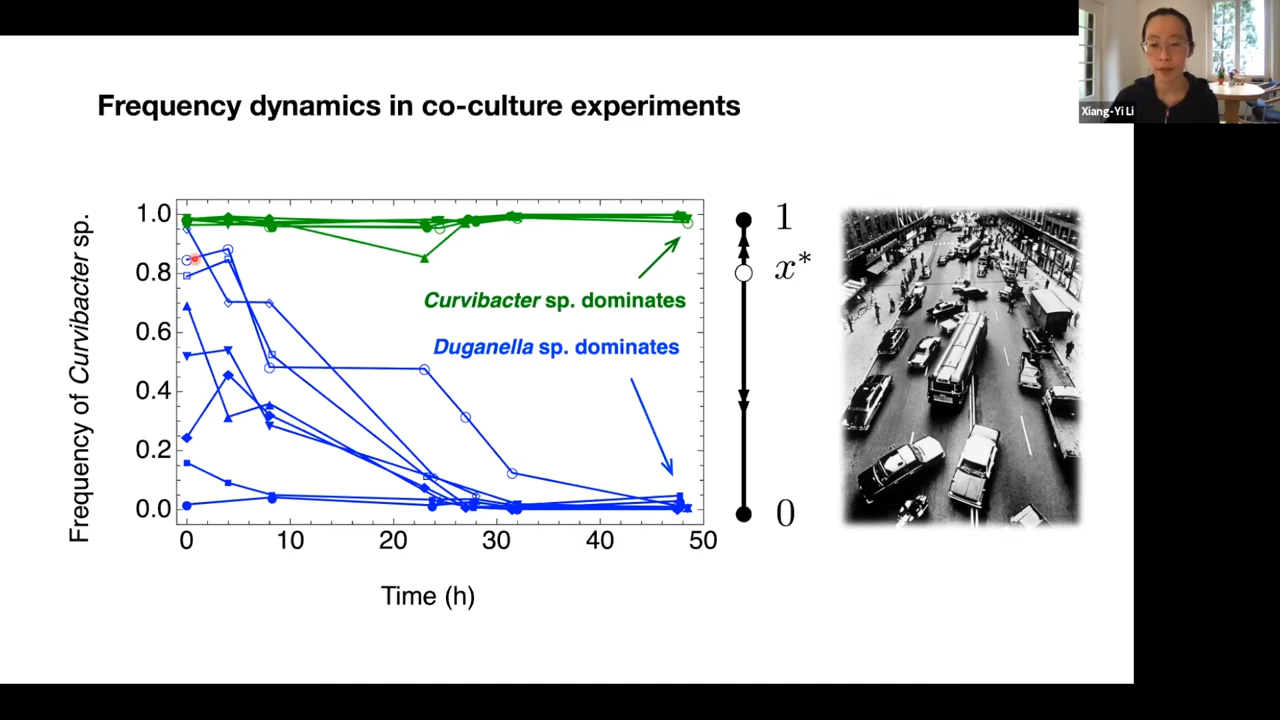 Xiang-Yi Li
Frequency dynamics in co-culture experiments
Frequency of Curvibacter sp.
1.0
0.8
0.6
0.4
0.2
0.0
0
10
20
30
40
50
Time (h)
Curvibacter sp. dominates
Duganella sp. dominates
1
x*
0